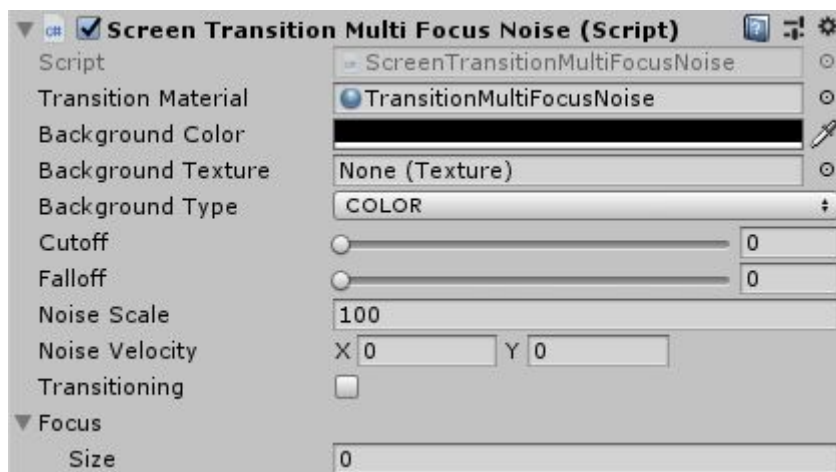 Screen Transition Multi Focus Noise (Script)
Script ScreenTransitionMultiFocusNoise
Transition Material TransitionMultiFocusNoise
Background Color
Background Texture None (Texture)
Background Type COLOR
Cutoff 0
Falloff 0
Noise Scale 100
Noise Velocity X 0 Y 0
Transitioning
Focus
Size 0